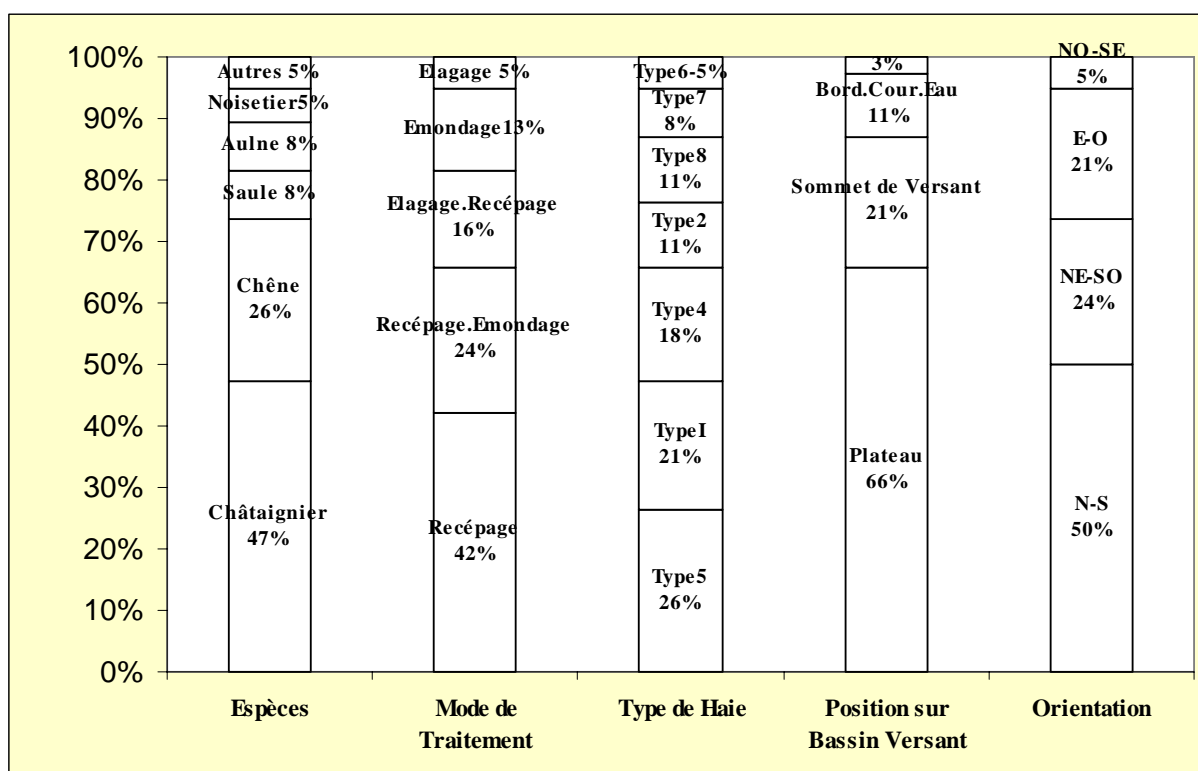 100%
90%
80%
70%
60%
50%
40%
30%
20%
10%
0%
Autres 5%
Noisetier5%
Aulne 8%
Saule 8%
Chêne
26%
Châtaignier
47%
Elagage 5%
Emondage13%
Elagage.Recépage
16%
Recépage.Emondage
24%
Recépage
42%
Type6-5%
Type7
8%
Type8
11%
Type2
11%
Type4
18%
TypeI
21%
Type5
26%
3%
Bord.Cour.Eau
11%
Sommet de Versant
21%
Plateau
66%
NO-SE
5%
E-O
21%
NE-SO
24%
N-S
50%
Espèces
Mode de
Traitement
Type de Haie
Position sur
Bassin Versant
Orientation